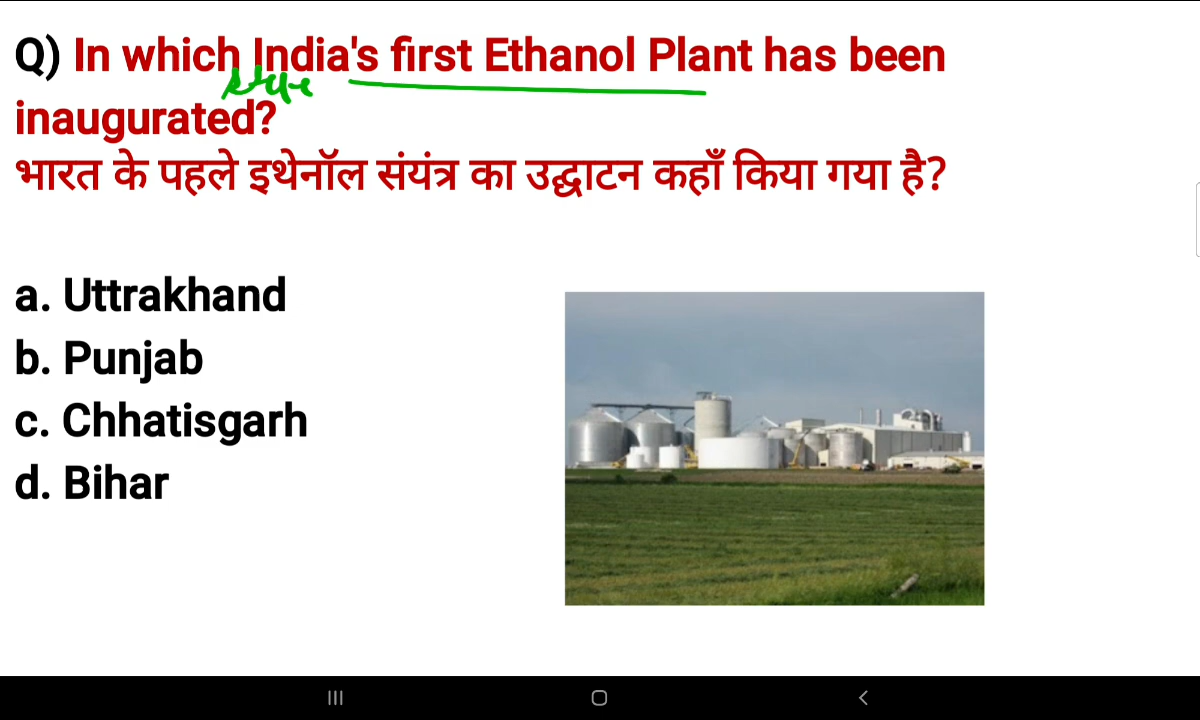 Q) In which India's first Ethanol Plant has been
inaugurated?
भारत के पहले इथेनॉल संयंत्र का उद्घाटन कहाँ किया गया है?
a. Uttrakhand
b. Punjab
c. Chhatisgarh
d. Bihar